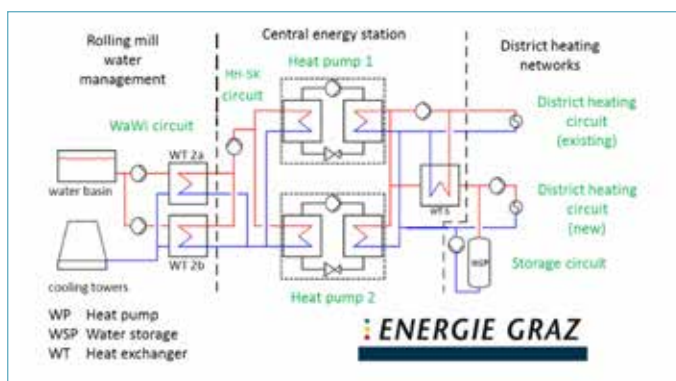 Rolling mill
water
management
Central energy station
District heating
networks
MH-SK
circuit
Heat pump 1
WaWi circuit
District heating
circuit
(existing)
WT 2a
water basin
WT 2b
cooling towers
WT 5
District heating
circuit
(new)
WSP
Storage circuit
Heat pump 2
WP Heat pump
WSP Water storage
WT Heat exchanger
ENERGIE GRAZ